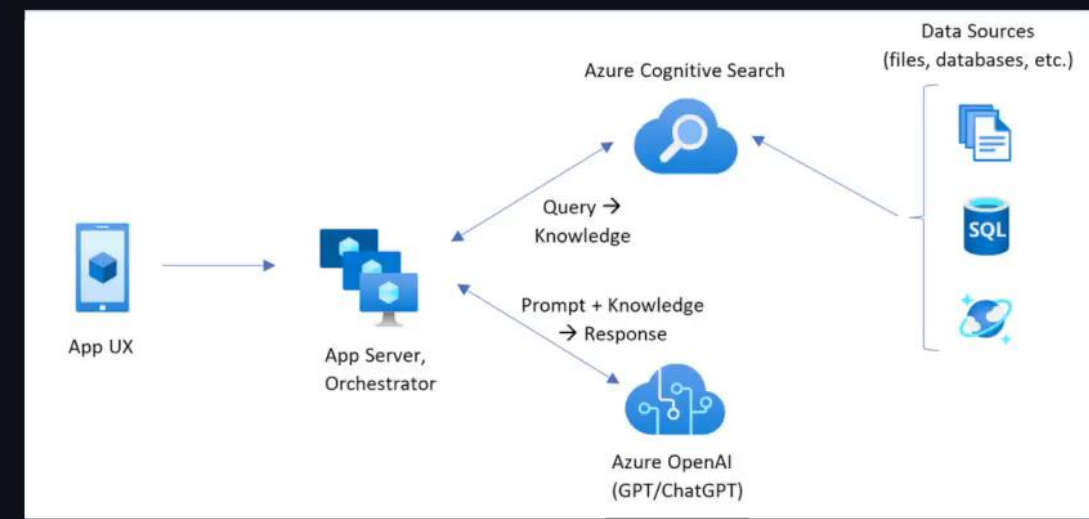 Data Sources
(files, databases, etc.)
Azure Cognitive Search
SQL
Query →
Knowledge
Prompt + Knowledge
→ Response
App UX
App Server,
Orchestrator
Azure OpenAI
(GPT/ChatGPT)